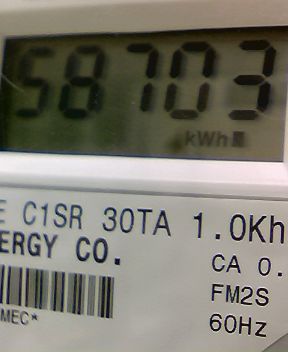 58703
kWh
E C1SR 30TA 1.0Kh
ERGY CO.
CA 0.
FM2S
MEC*
60Hz